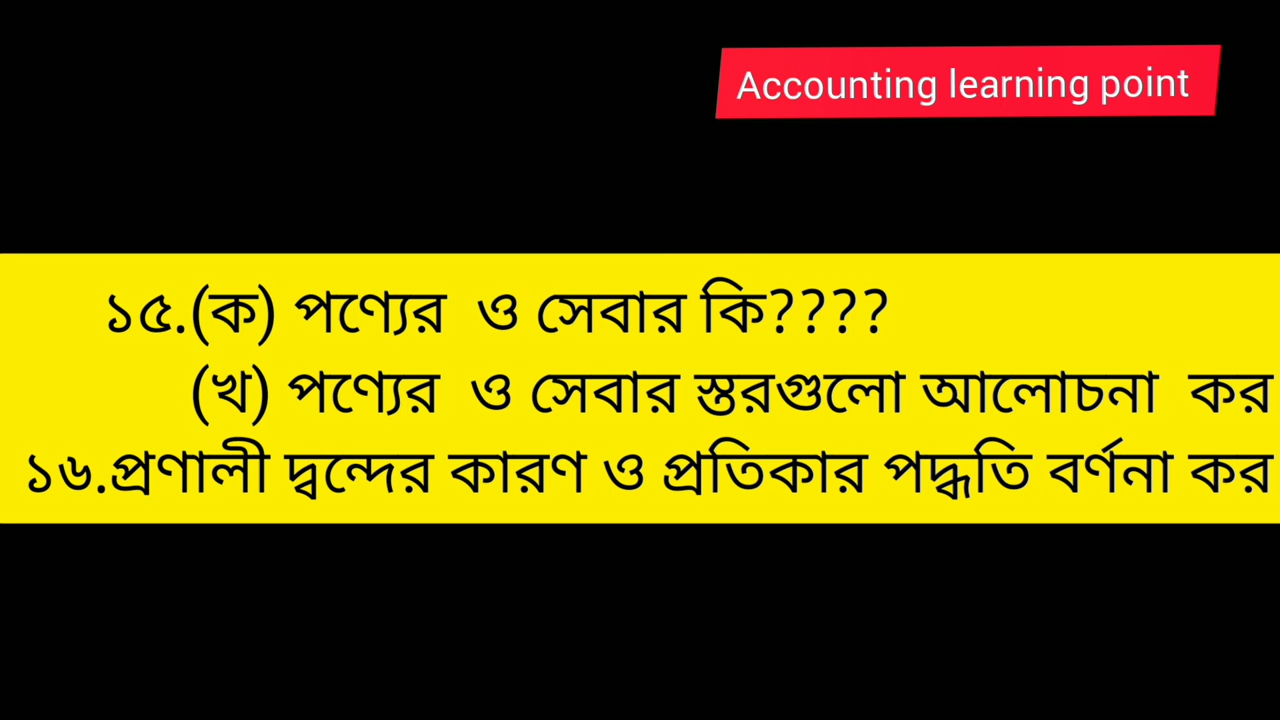 Accounting learning point
১৫.(ক) পণ্যের ও সেবার কি????
(খ) পণ্যের ও সেবার স্তরগুলো আলোচনা কর
১৬.প্রণালী দ্বন্দের কারণ ও প্রতিকার পদ্ধতি বর্ণনা কর